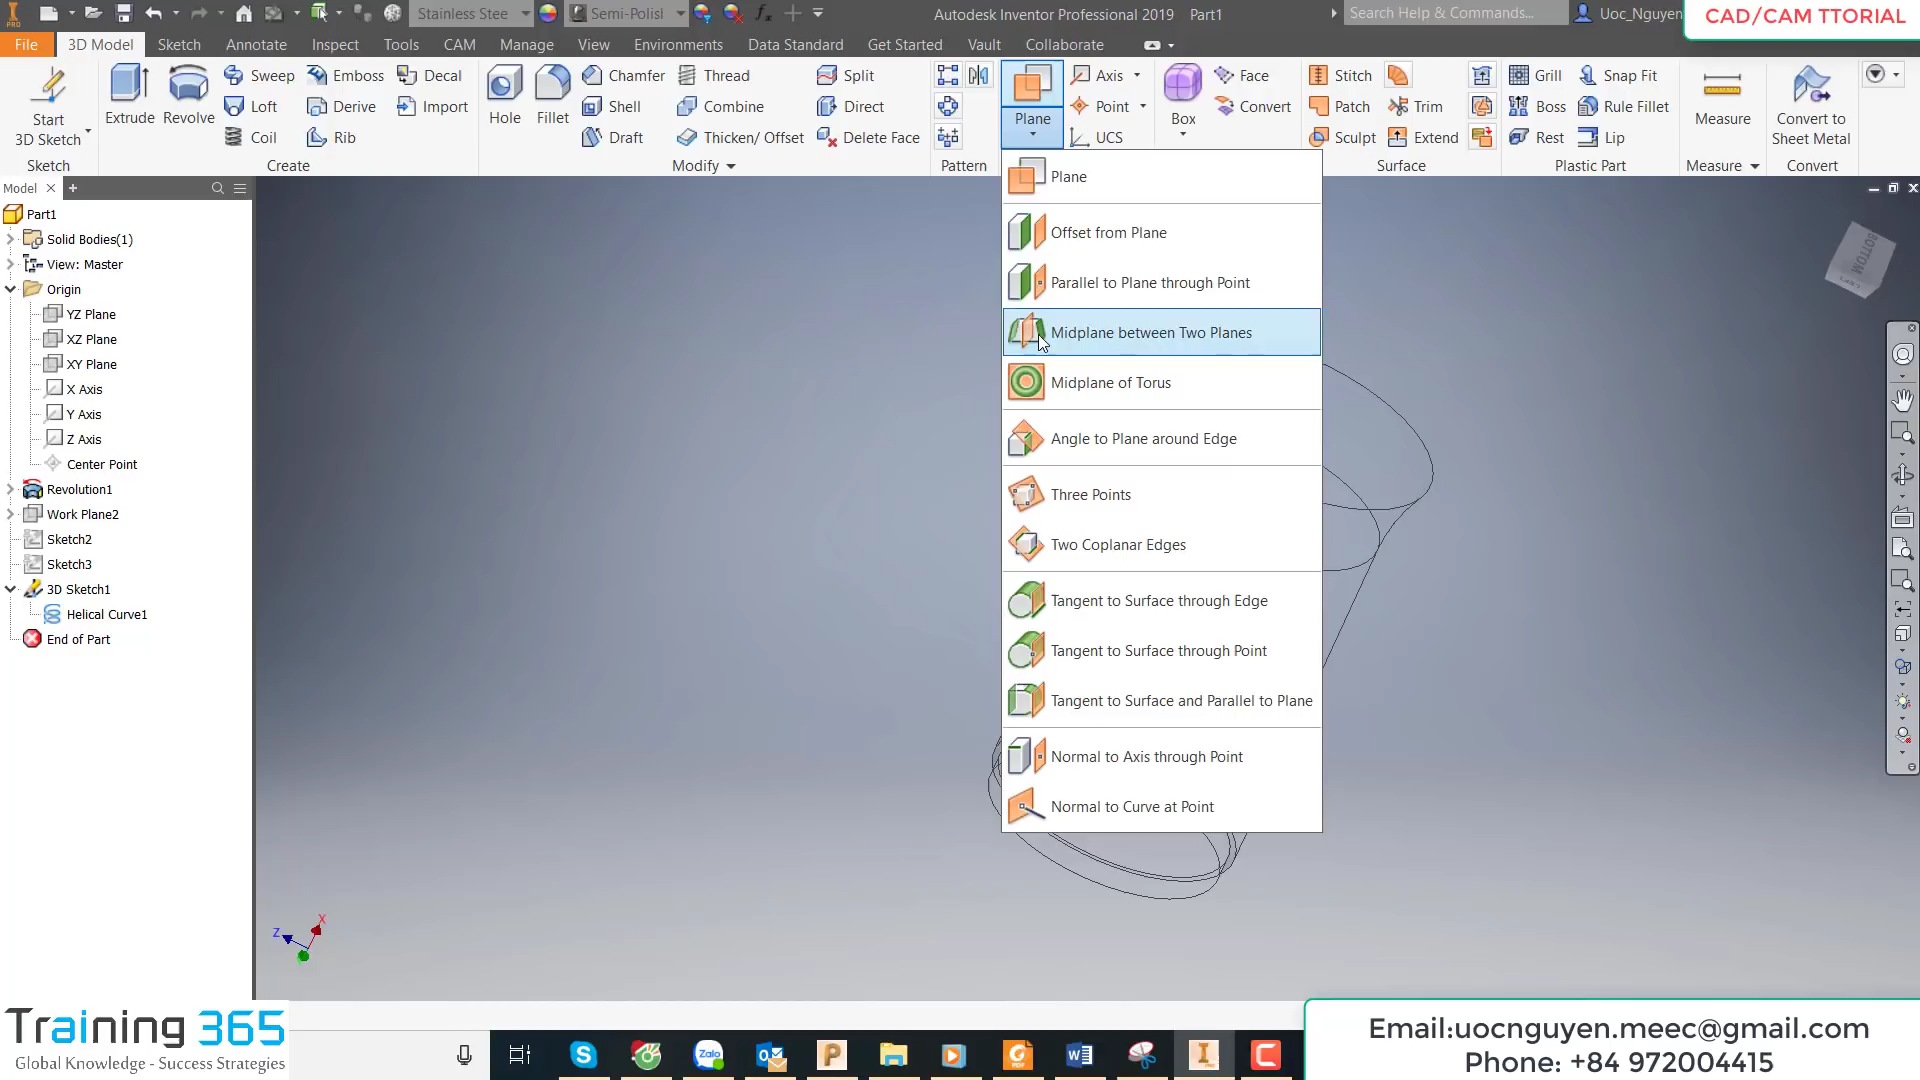 Stainless Stee
Semi-Polish
Autodesk Inventor Professional 2019 Part1
Search Help & Commands...
Uoc_Nguyen
CAD/CAM TTORIAL
File 3D Model Sketch Annotate Inspect Tools CAM Manage View Environments Data Standard Get Started Vault Collaborate
Start
3D Sketch
Extrude
Revolve
Sweep
Loft
Coil
Emboss
Derive
Rib
Decal
Import
Hole
Fillet
Chamfer
Shell
Draft
Thread
Combine
Thicken/ Offset
Split
Direct
Delete Face
Plane
Axis
Point
UCS
Box
Face
Convert
Stitch
Patch
Sculpt
Trim
Extend
Grill
Boss
Rest
Snap Fit
Rule Fillet
Lip
Measure
Convert to
Sheet Metal
Sketch Create Modify Pattern Surface Plastic Part Measure Convert
Model
Part1
Solid Bodies(1)
View: Master
Origin
YZ Plane
XZ Plane
XY Plane
X Axis
Y Axis
Z Axis
Center Point
Revolution1
Work Plane2
Sketch2
Sketch3
3D Sketch1
Helical Curve1
End of Part
Plane
Offset from Plane
Parallel to Plane through Point
Midplane between Two Planes
Midplane of Torus
Angle to Plane around Edge
Three Points
Two Coplanar Edges
Tangent to Surface through Edge
Tangent to Surface through Point
Tangent to Surface and Parallel to Plane
Normal to Axis through Point
Normal to Curve at Point
BOTTOM
X
Z
Training 365
Global Knowledge - Success Strategies
Zalo
Email:uocnguyen.meec@gmail.com
Phone: +84 972004415